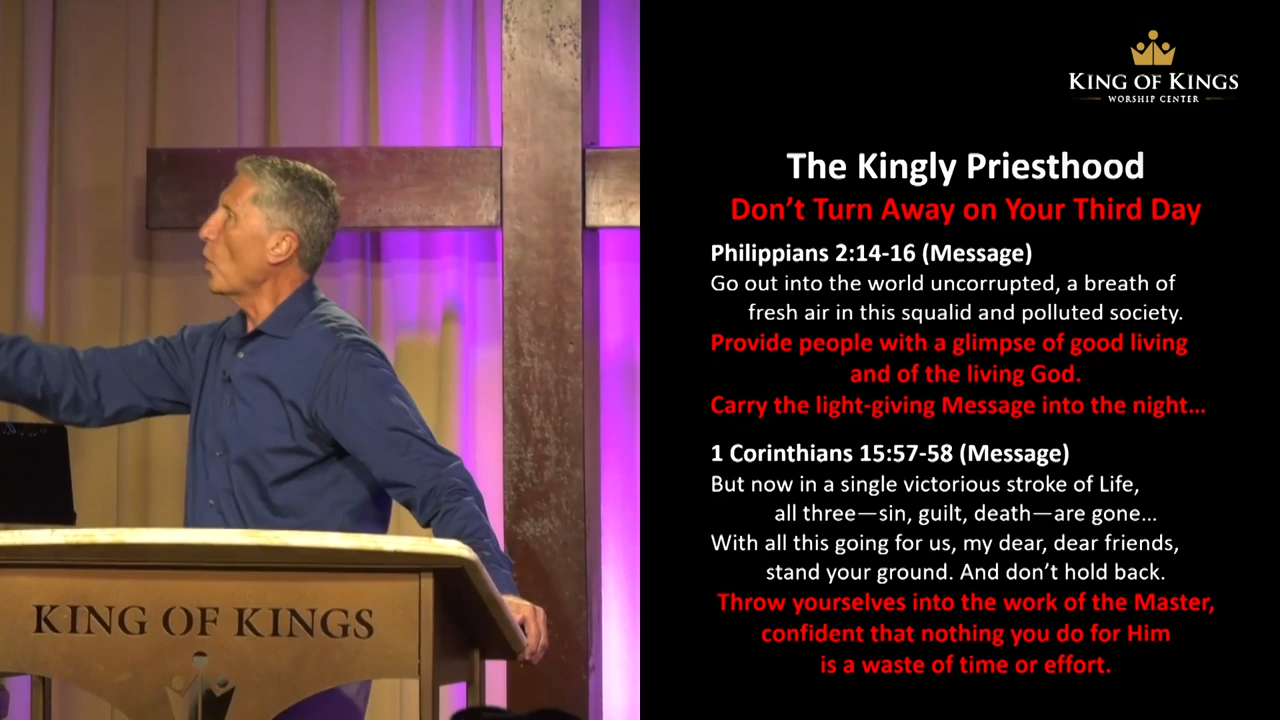 KING OF KINGS
KING OF KINGS
WORSHIP CENTER
The Kingly Priesthood
Don’t Turn Away on Your Third Day
Philippians 2:14-16 (Message)
Go out into the world uncorrupted, a breath of
fresh air in this squalid and polluted society.
Provide people with a glimpse of good living
and of the living God.
Carry the light-giving Message into the night…
1 Corinthians 15:57-58 (Message)
But now in a single victorious stroke of Life,
all three—sin, guilt, death—are gone…
With all this going for us, my dear, dear friends,
stand your ground. And don’t hold back.
Throw yourselves into the work of the Master,
confident that nothing you do for Him
is a waste of time or effort.